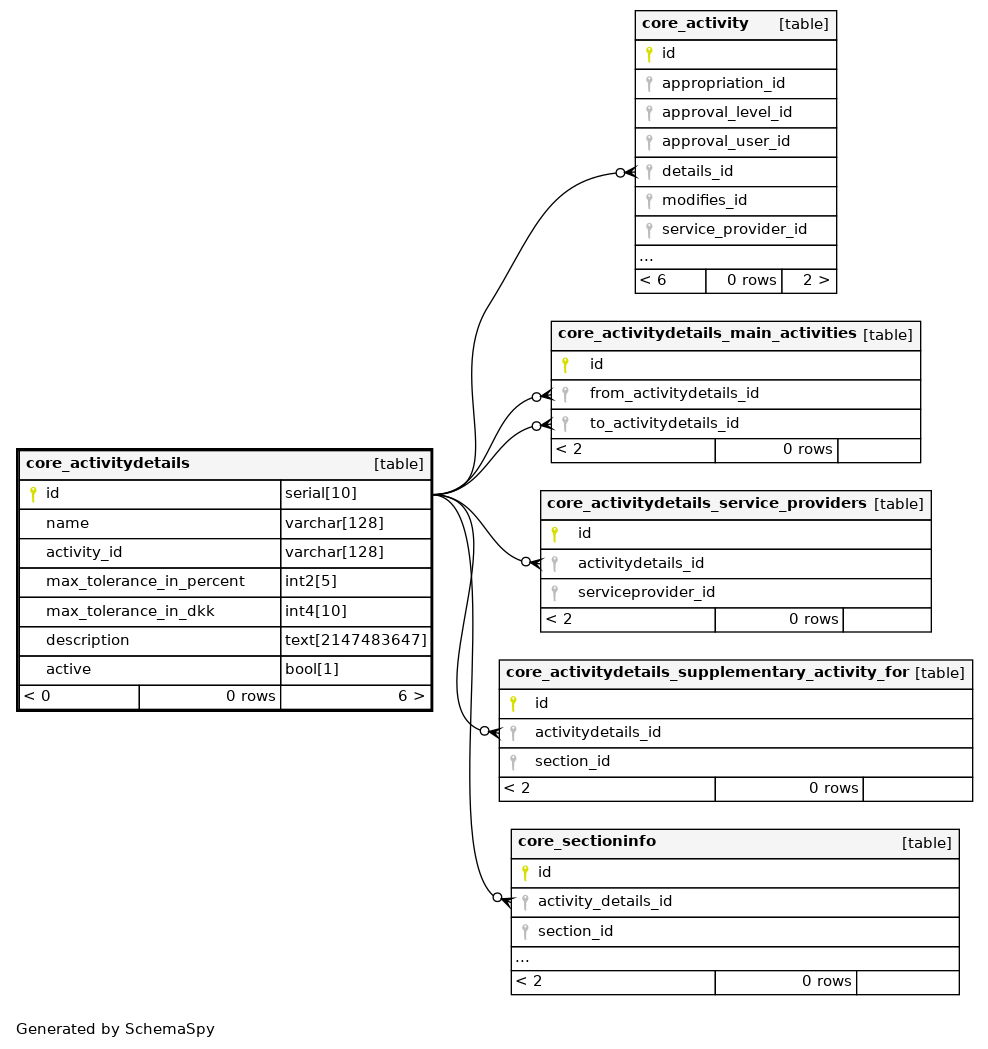 core_activity [table]
id
appropriation_id
approval_level_id
approval_user_id
details_id
modifies_id
service_provider_id
...
< 6 0 rows 2 >
core_activitydetails_main_activities [table]
id
from_activitydetails_id
to_activitydetails_id
< 2 0 rows
core_activitydetails [table]
id serial[10]
name varchar[128]
activity_id varchar[128]
max_tolerance_in_percent int2[5]
max_tolerance_in_dkk int4[10]
description text[2147483647]
active bool[1]
< 0 0 rows 6 >
core_activitydetails_service_providers [table]
id
activitydetails_id
serviceprovider_id
< 2 0 rows
core_activitydetails_supplementary_activity_for [table]
id
activitydetails_id
section_id
< 2 0 rows
core_sectioninfo [table]
id
activity_details_id
section_id
...
< 2 0 rows
Generated by SchemaSpy